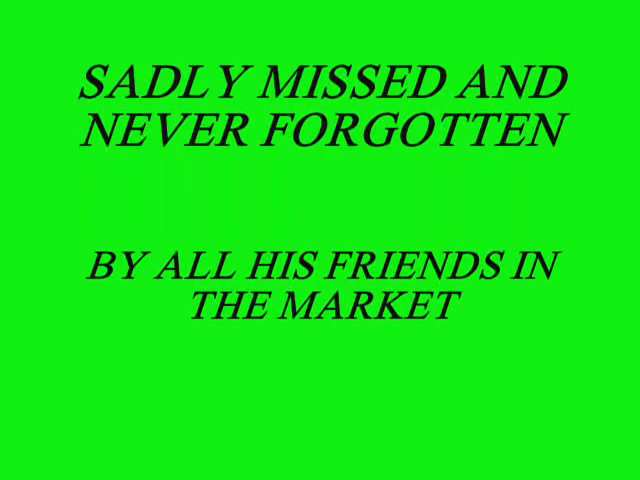 SADLY MISSED AND
NEVER FORGOTTEN
BY ALL HIS FRIENDS IN
THE MARKET